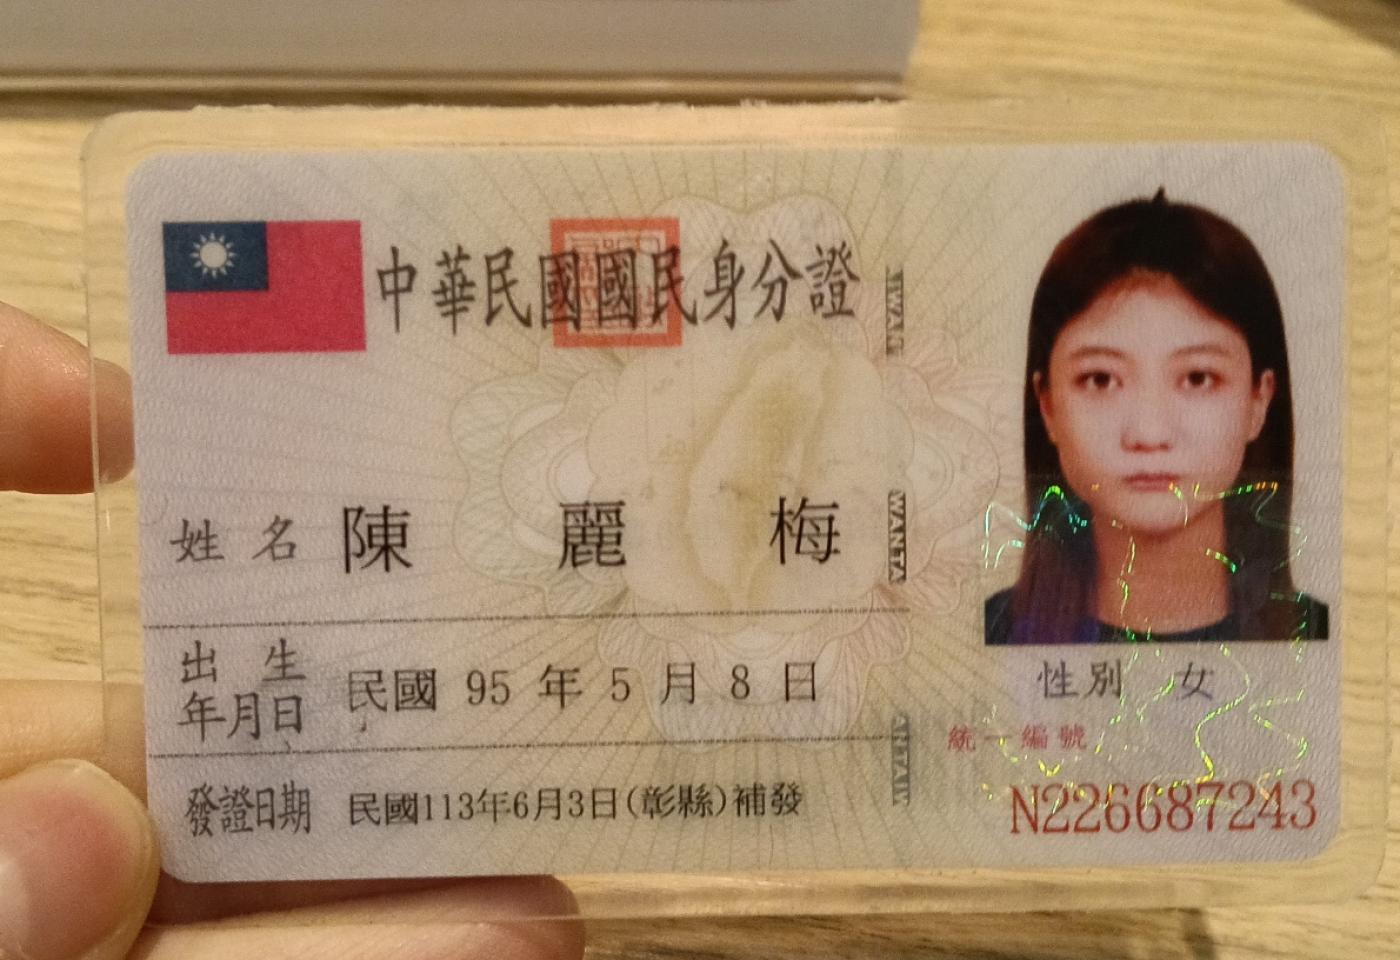 中華民國國民身分證
姓名 陳麗梅
出生年月日 民國 95 年 5 月 8 日
性別 女
統一編號
發證日期 民國113年6月3日(彰縣)補發
N226687243